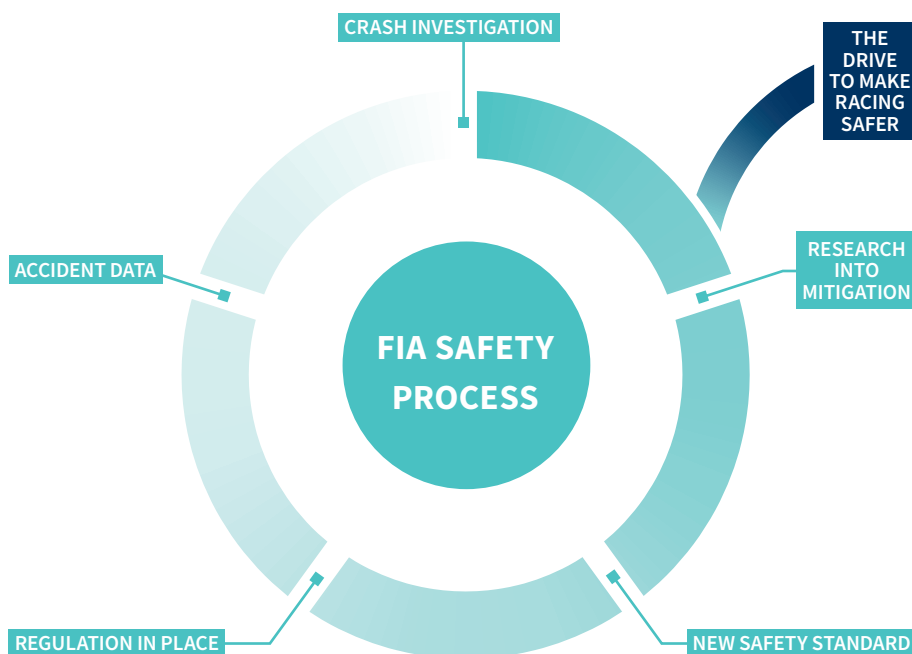 CRASH INVESTIGATION
THE
DRIVE
TO MAKE
RACING
SAFER
RESEARCH
INTO
MITIGATION
ACCIDENT DATA
FIA SAFETY
PROCESS
REGULATION IN PLACE
NEW SAFETY STANDARD